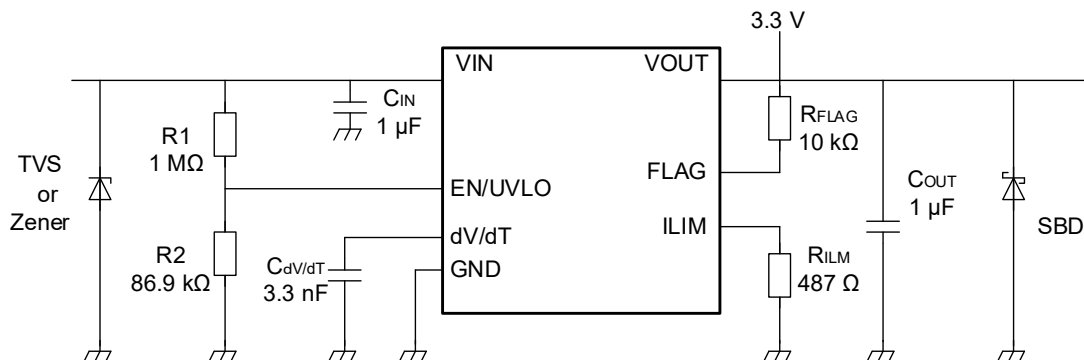 3.3 V
VIN
VOUT
CIN
1 µF
R1
1 MΩ
RFLAG
10 kΩ
TVS
or
Zener
EN/UVLO
FLAG
COUT
1 µF
dV/dT
ILIM
SBD
R2
86.9 kΩ
CdV/dT
3.3 nF
GND
RILM
487 Ω